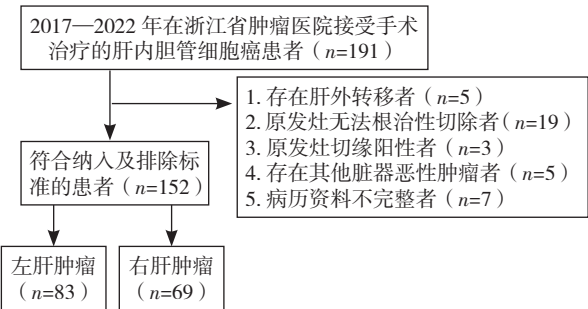 2017—2022 年在浙江省肿瘤医院接受手术
治疗的肝内胆管细胞癌患者（n=191）
1. 存在肝外转移者（n=5）
2. 原发灶无法根治性切除者（n=19）
3. 原发灶切缘阳性者（n=3）
4. 存在其他脏器恶性肿瘤者（n=5）
5. 病历资料不完整者（n=7）
符合纳入及排除标
准的患者（n=152）
左肝肿瘤
（n=83）
右肝肿瘤
（n=69）